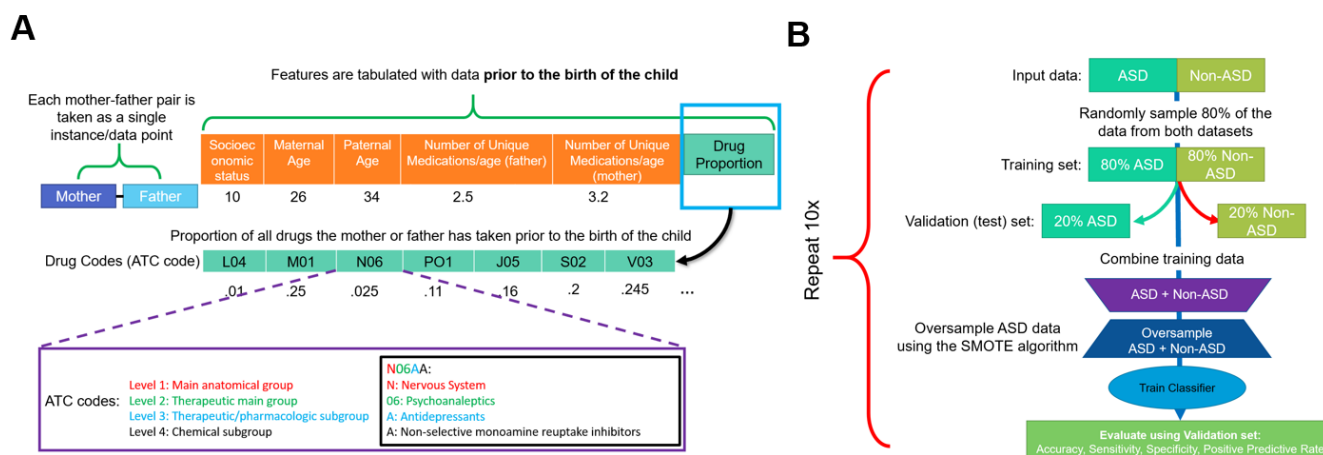 A
Features are tabulated with data prior to the birth of the child
Each mother-father pair is
taken as a single
instance/data point
Socioec
onomic
status
Maternal
Age
Paternal
Age
Number of Unique
Medications/age (father)
Number of Unique
Medications/age
(mother)
Drug
Proportion
Mother
Father
10
26
34
2.5
3.2
Proportion of all drugs the mother or father has taken prior to the birth of the child
Drug Codes (ATC code)
L04
M01
N06
PO1
J05
S02
V03
.01
.25
.025
.11
.16
.2
.245
...
ATC codes:
Level 1: Main anatomical group
Level 2: Therapeutic main group
Level 3: Therapeutic/pharmacologic subgroup
Level 4: Chemical subgroup
N06AA:
N: Nervous System
06: Psychoanaleptics
A: Antidepressants
A: Non-selective monoamine reuptake inhibitors
B
Repeat 10x
Input data:
ASD
Non-ASD
Randomly sample 80% of the
data from both datasets
Training set:
80% ASD
80% Non-
ASD
Validation (test) set:
20% ASD
20% Non-
ASD
Combine training data
ASD + Non-ASD
Oversample ASD data
using the SMOTE algorithm
Oversample
ASD + Non-ASD
Train Classifier
Evaluate using Validation set:
Accuracy, Sensitivity, Specificity, Positive Predictive Rate